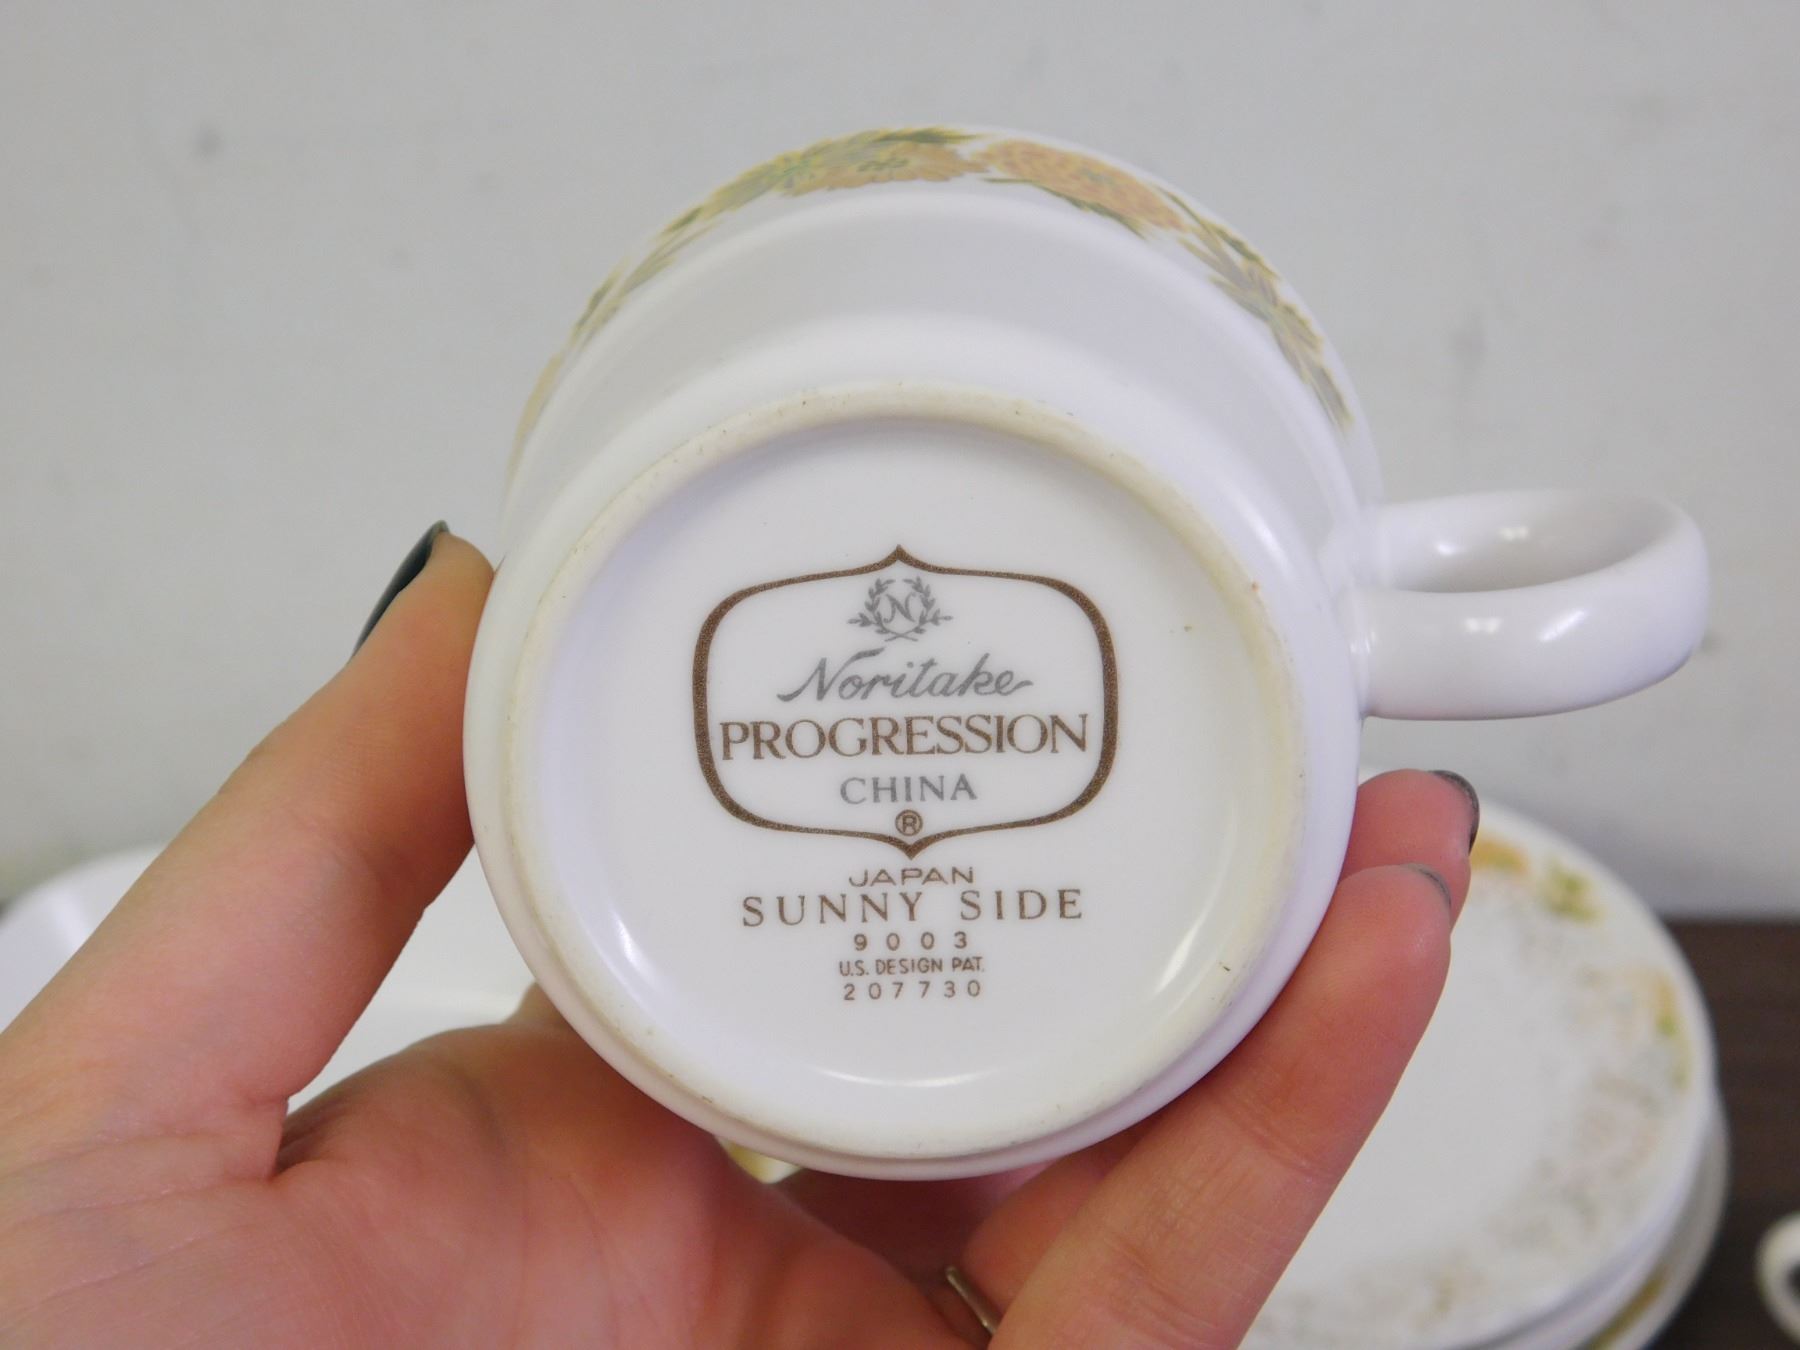 N
Noritake
PROGRESSION
CHINA
®
JAPAN
SUNNY SIDE
9003
U.S. DESIGN PAT.
207730